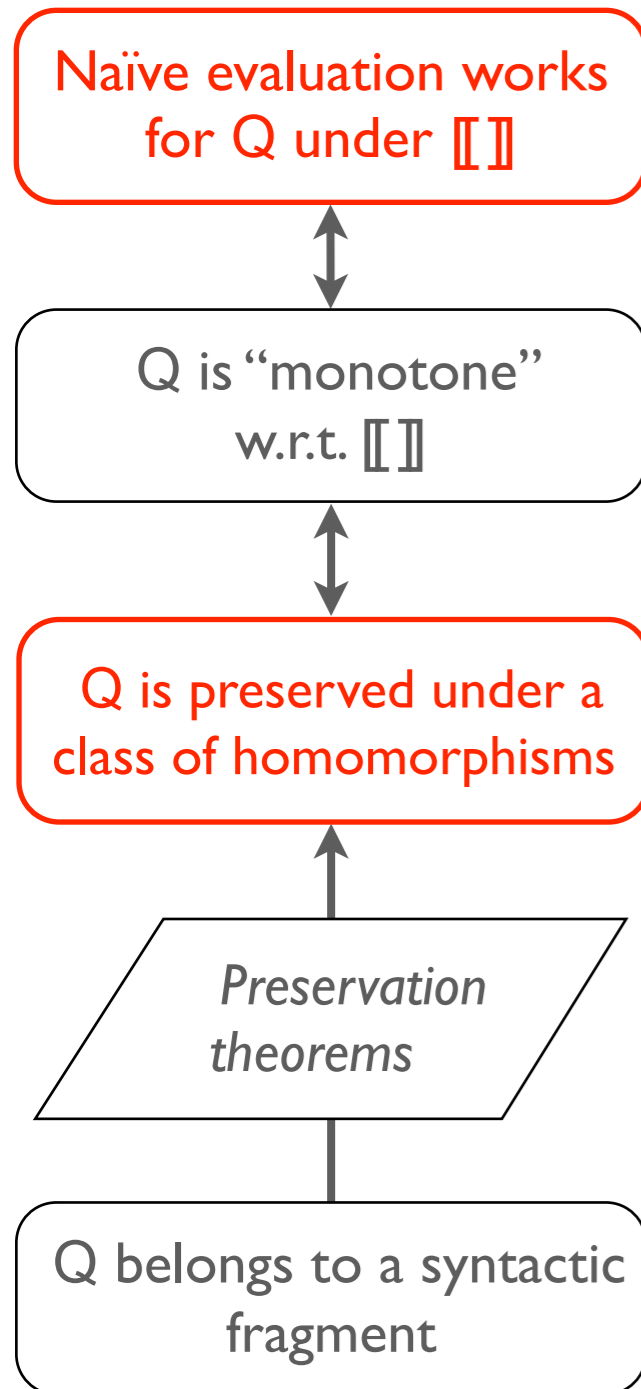 Naïve evaluation works
for Q under ⟦ ⟧
Q is “monotone”
w.r.t. ⟦ ⟧
Q is preserved under a
class of homomorphisms
Preservation
theorems
Q belongs to a syntactic
fragment